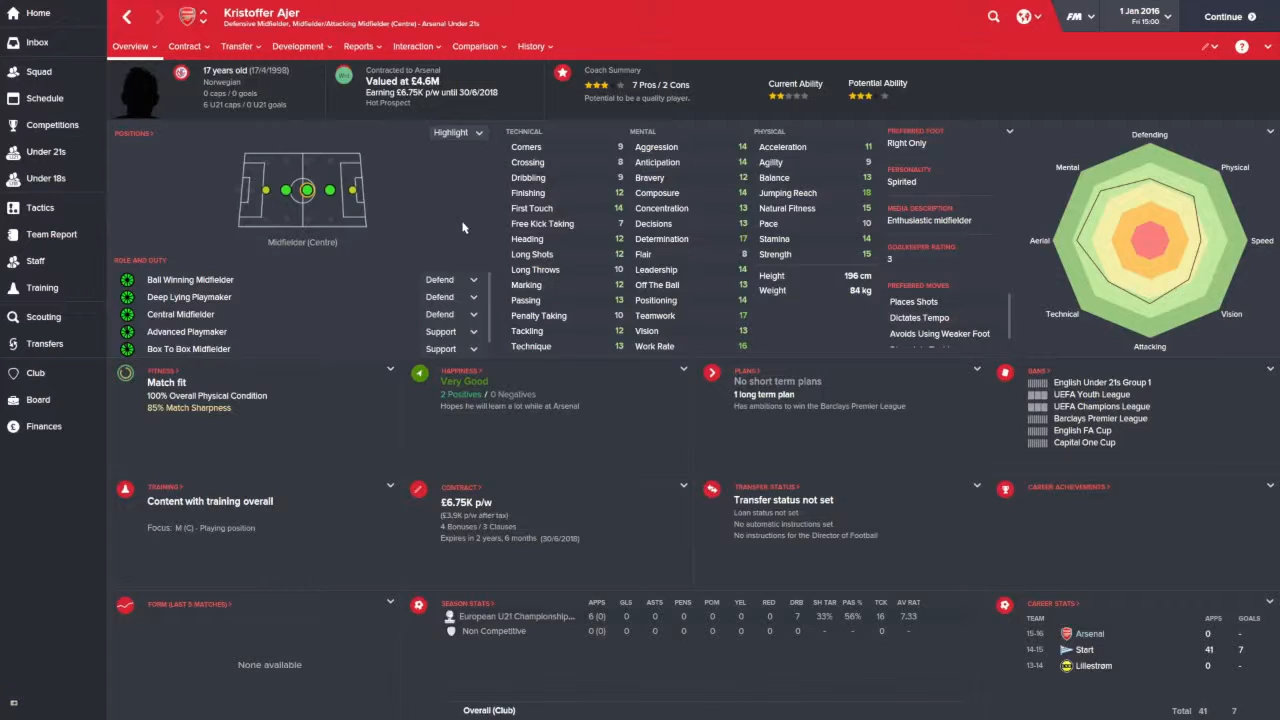 Home
Inbox
Squad
Schedule
Competitions
Under 21s
Under 18s
Tactics
Team Report
Staff
Training
Scouting
Transfers
Club
Board
Finances
Kristoffer Ajer
Defensive Midfielder, Midfielder/Attacking Midfielder (Centre) - Arsenal Under 21s
FM
1 Jan 2016
Fri 15:00
Continue
Overview Contract Transfer Development Reports Interaction Comparison History
17 years old (17/4/1998)
Norwegian
0 caps / 0 goals
6 U21 caps / 0 U21 goals
Contracted to Arsenal
Valued at £4.6M
Earning £6.75K p/w until 30/6/2018
Hot Prospect
Coach Summary
7 Pros / 2 Cons
Potential to be a quality player.
Current Ability
Potential Ability
POSITIONS
Highlight
Midfielder (Centre)
ROLE AND DUTY
Ball Winning Midfielder Defend
Deep Lying Playmaker Defend
Central Midfielder Defend
Advanced Playmaker Support
Box To Box Midfielder Support
TECHNICAL
Corners 9
Crossing 8
Dribbling 9
Finishing 12
First Touch 14
Free Kick Taking 7
Heading 12
Long Shots 12
Long Throws 10
Marking 12
Passing 13
Penalty Taking 10
Tackling 12
Technique 13
MENTAL
Aggression 14
Anticipation 14
Bravery 12
Composure 14
Concentration 13
Decisions 13
Determination 17
Flair 8
Leadership 14
Off The Ball 13
Positioning 14
Teamwork 17
Vision 13
Work Rate 16
PHYSICAL
Acceleration 11
Agility 9
Balance 13
Jumping Reach 18
Natural Fitness 15
Pace 10
Stamina 14
Strength 15
Height 196 cm
Weight 84 kg
PREFERRED FOOT
Right Only
PERSONALITY
Spirited
MEDIA DESCRIPTION
Enthusiastic midfielder
GOALKEEPER RATING
3
PREFERRED MOVES
Places Shots
Dictates Tempo
Avoids Using Weaker Foot
Defending
Physical
Speed
Vision
Attacking
Technical
Aerial
Mental
FITNESS
Match fit
100% Overall Physical Condition
85% Match Sharpness
HAPPINESS
Very Good
2 Positives / 0 Negatives
Hopes he will learn a lot while at Arsenal
PLANS
No short term plans
1 long term plan
Has ambitions to win the Barclays Premier League
BANS
English Under 21s Group 1
UEFA Youth League
UEFA Champions League
Barclays Premier League
English FA Cup
Capital One Cup
TRAINING
Content with training overall
Focus: M (C) - Playing position
CONTRACT
£6.75K p/w
(£3.9K p/w after tax)
4 Bonuses / 3 Clauses
Expires in 2 years, 6 months (30/6/2018)
TRANSFER STATUS
Transfer status not set
Loan status not set
No automatic instructions set
No instructions for the Director of Football
CAREER ACHIEVEMENTS
FORM (LAST 5 MATCHES)
None available
SEASON STATS APPS GLS ASTS PENS POM YEL RED DRB SH TAR PAS % TCK AV RAT
European U21 Championship... 6 (0) 0 0 0 0 0 0 7 33% 56% 16 7.33
Non Competitive 0 (0) 0 0 0 0 0 0 0 - - 0 -
Overall (Club)
CAREER STATS
TEAM APPS GOALS
15-16 Arsenal 0 -
14-15 Start 41 7
13-14 Lillestrøm 0 -
Total 41 7